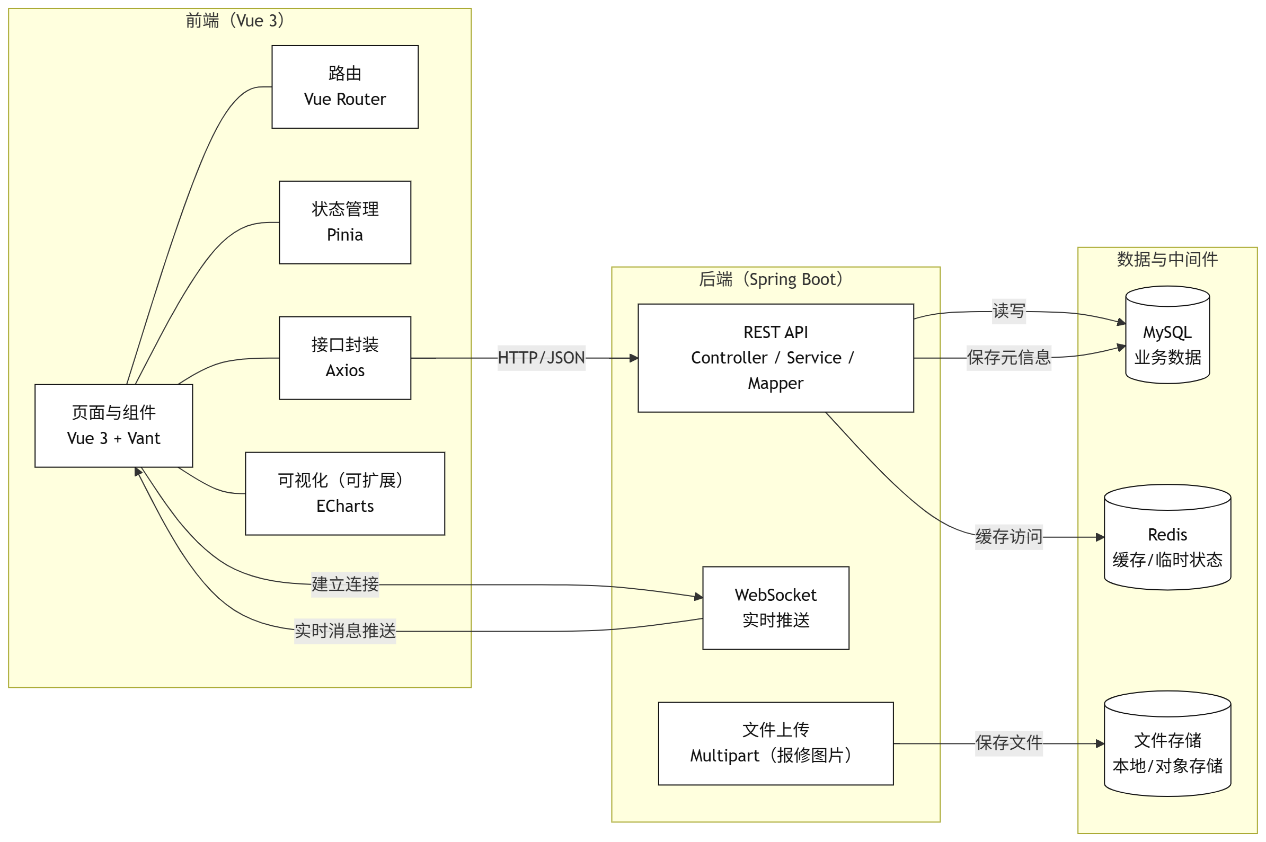 前端（Vue 3）
路由
Vue Router
状态管理
Pinia
接口封装
Axios
页面与组件
Vue 3 + Vant
可视化（可扩展）
ECharts
建立连接
实时消息推送
HTTP/JSON
后端（Spring Boot）
REST API
Controller / Service /
Mapper
WebSocket
实时推送
文件上传
Multipart（报修图片）
读写
保存元信息
缓存访问
保存文件
数据与中间件
MySQL
业务数据
Redis
缓存/临时状态
文件存储
本地/对象存储